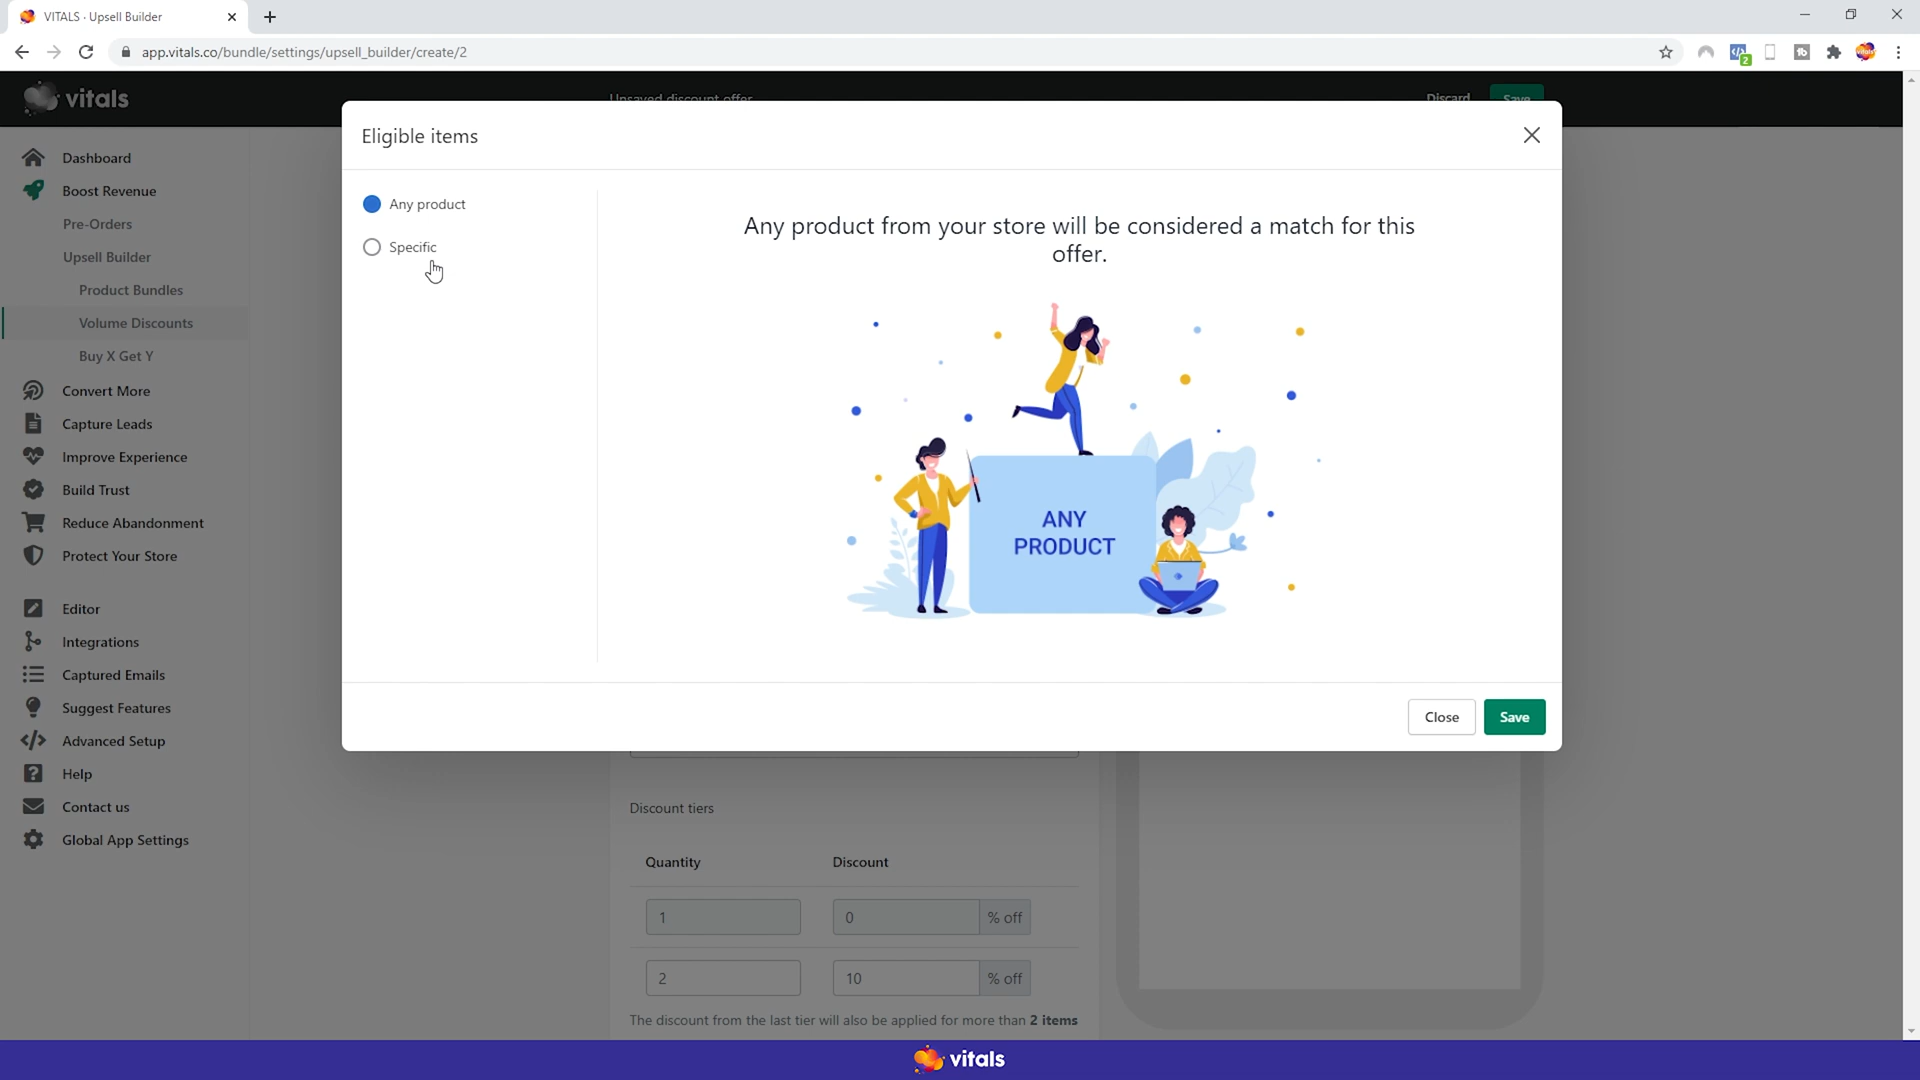 VITALS · Upsell Builder
app.vitals.co/bundle/settings/upsell_builder/create/2
2
vitals
vitals
Unsaved discount offer
Discard
Save
Dashboard
Boost Revenue
Pre-Orders
Upsell Builder
Product Bundles
Volume Discounts
Buy X Get Y
Convert More
Capture Leads
Improve Experience
Build Trust
Reduce Abandonment
Protect Your Store
Editor
Integrations
Captured Emails
Suggest Features
Advanced Setup
Help
Contact us
Global App Settings
Eligible items
Any product
Specific
Any product from your store will be considered a match for this
offer.
ANY
PRODUCT
Close
Save
Discount tiers
Quantity
Discount
1
0
% off
2
10
% off
The discount from the last tier will also be applied for more than 2 items
vitals